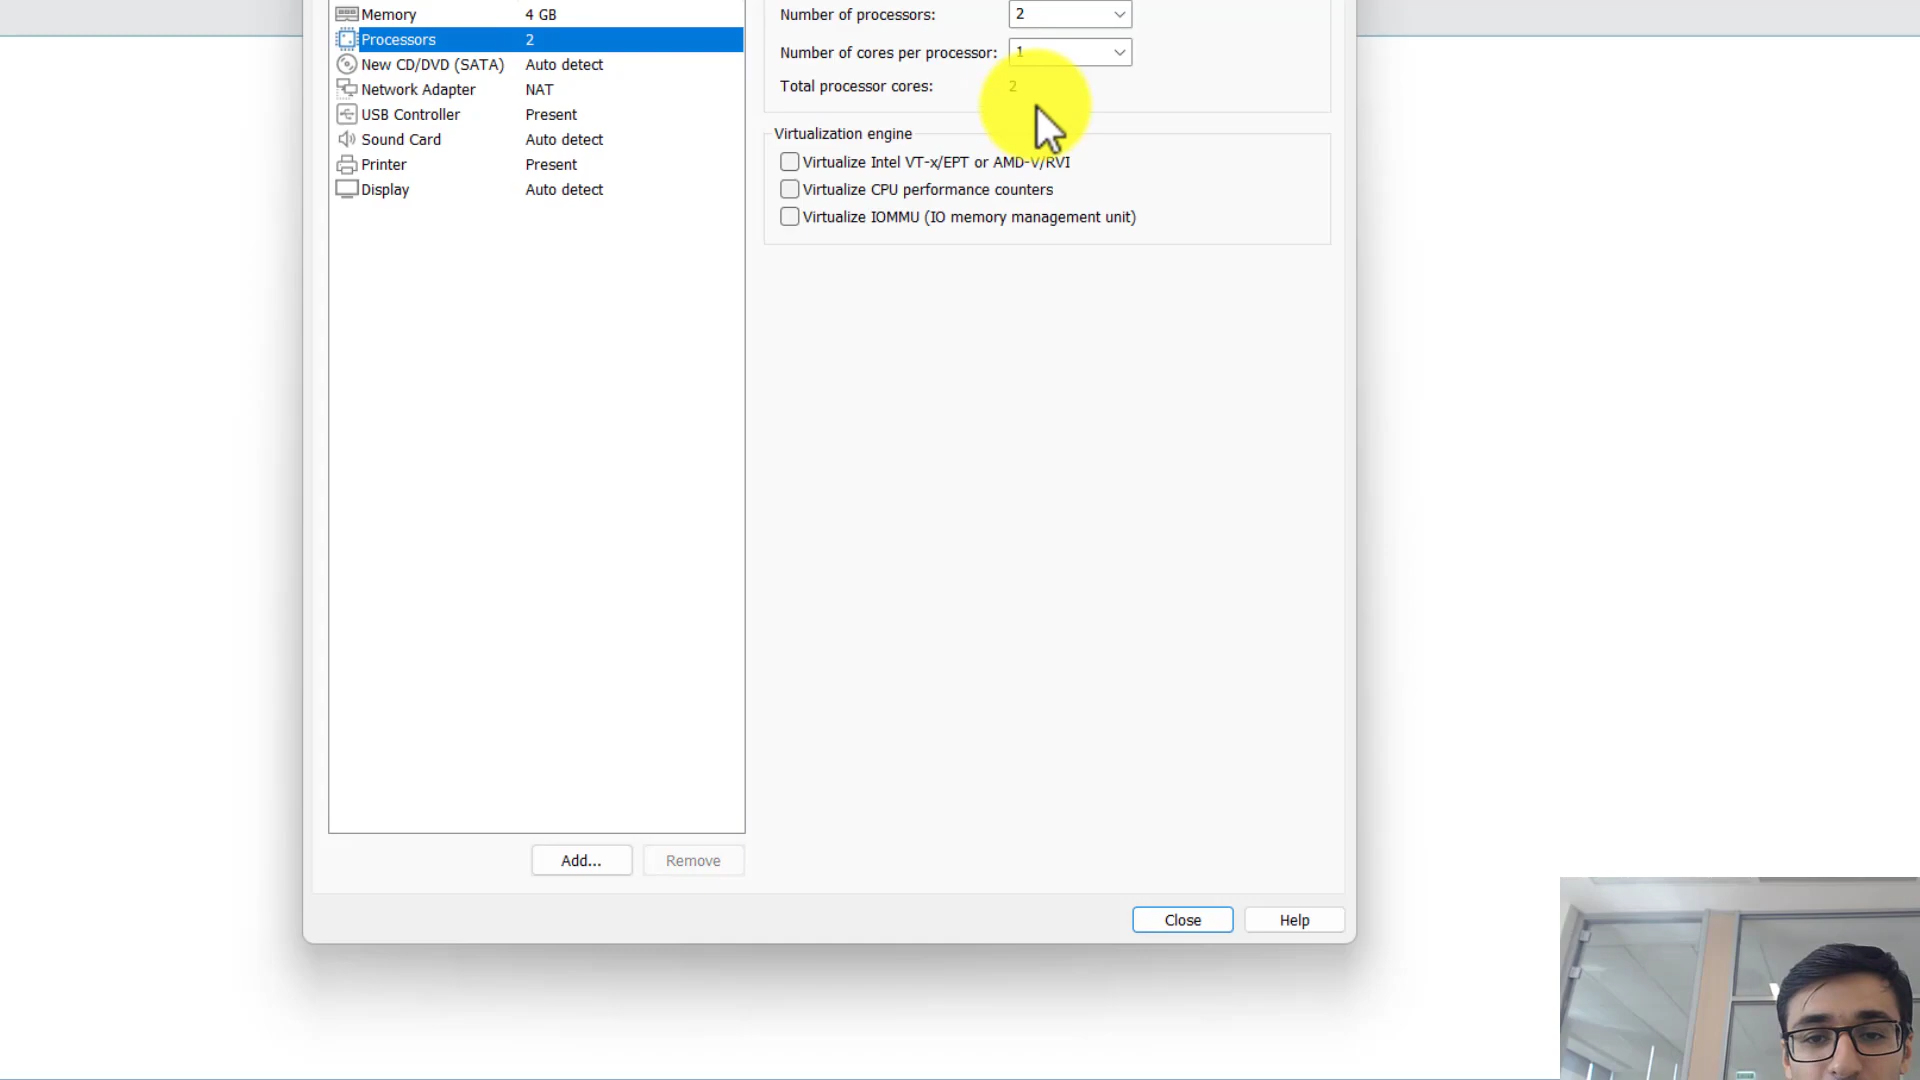 Memory 4 GB
Processors 2
New CD/DVD (SATA) Auto detect
Network Adapter NAT
USB Controller Present
Sound Card Auto detect
Printer Present
Display Auto detect
Add... Remove
Number of processors: 2
Number of cores per processor: 1
Total processor cores: 2
Virtualization engine
Virtualize Intel VT-x/EPT or AMD-V/RVI
Virtualize CPU performance counters
Virtualize IOMMU (IO memory management unit)
Close Help